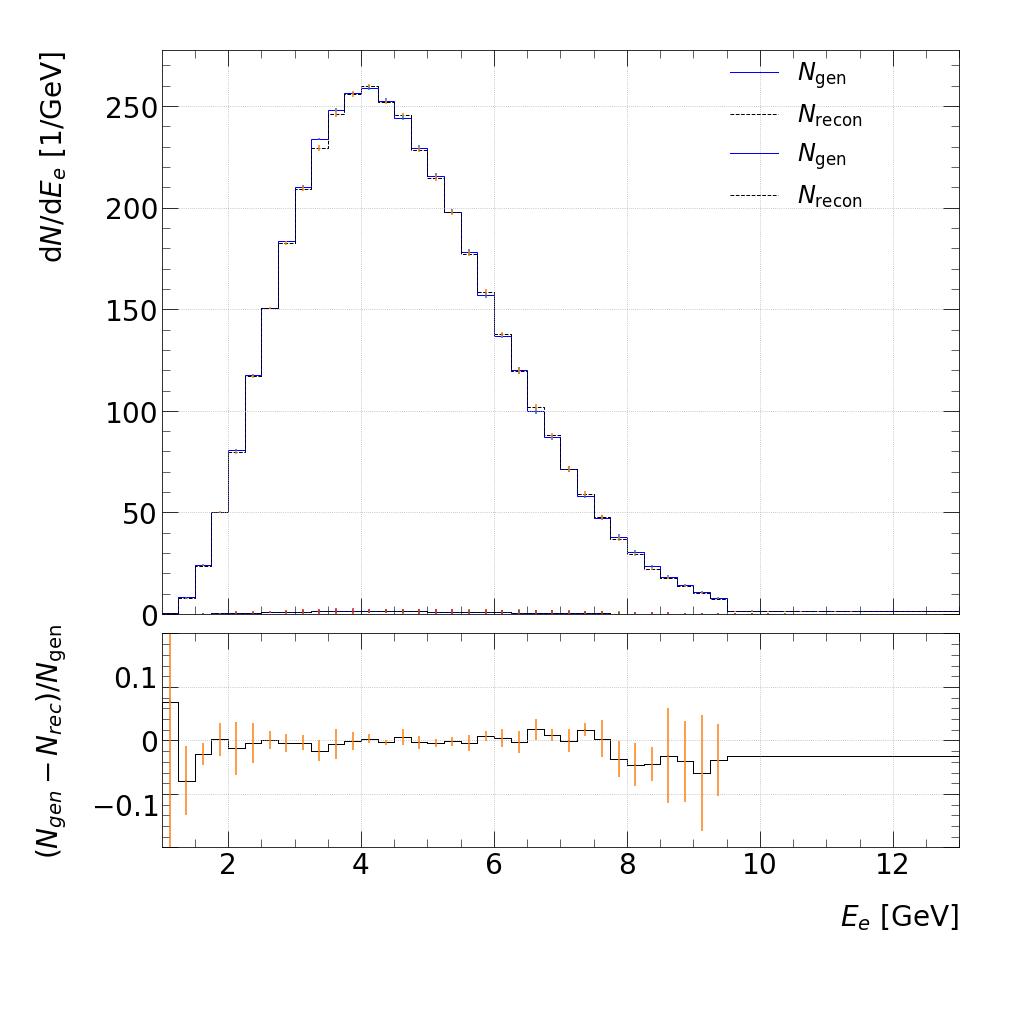 dN/dE_e [1/GeV]
250
200
150
100
50
0
N_gen
N_recon
N_gen
N_recon
(N_gen − N_rec)/N_gen
0.1
0
−0.1
2 4 6 8 10 12
E_e [GeV]